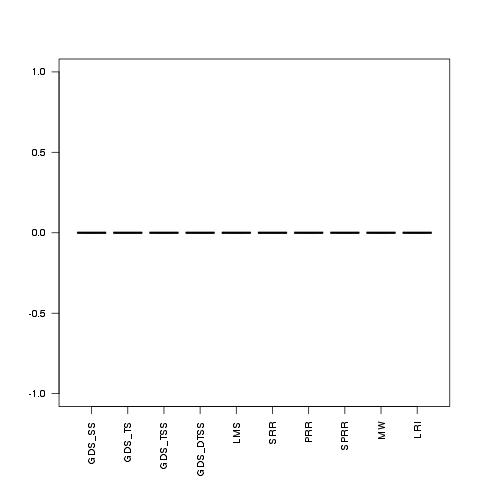 1.0
0.5
0.0
-0.5
-1.0
GDS_SS
GDS_TS
GDS_TSS
GDS_DTSS
LMS
SRR
PRR
SPRR
MW
LRI